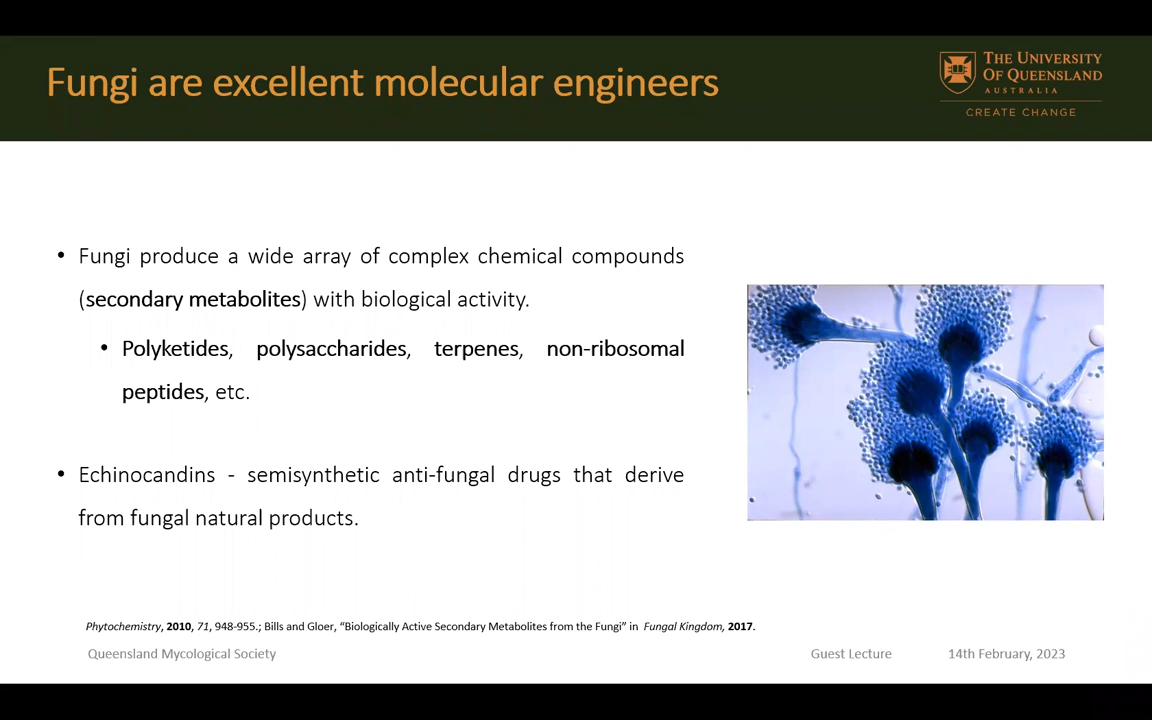 Fungi are excellent molecular engineers
THE UNIVERSITY
OF QUEENSLAND
AUSTRALIA
CREATE CHANGE
• Fungi produce a wide array of complex chemical compounds
(secondary metabolites) with biological activity.
• Polyketides, polysaccharides, terpenes, non-ribosomal
peptides, etc.
• Echinocandins - semisynthetic anti-fungal drugs that derive
from fungal natural products.
Phytochemistry, 2010, 71, 948-955.; Bills and Gloer, “Biologically Active Secondary Metabolites from the Fungi” in Fungal Kingdom, 2017.
Queensland Mycological Society Guest Lecture 14th February, 2023